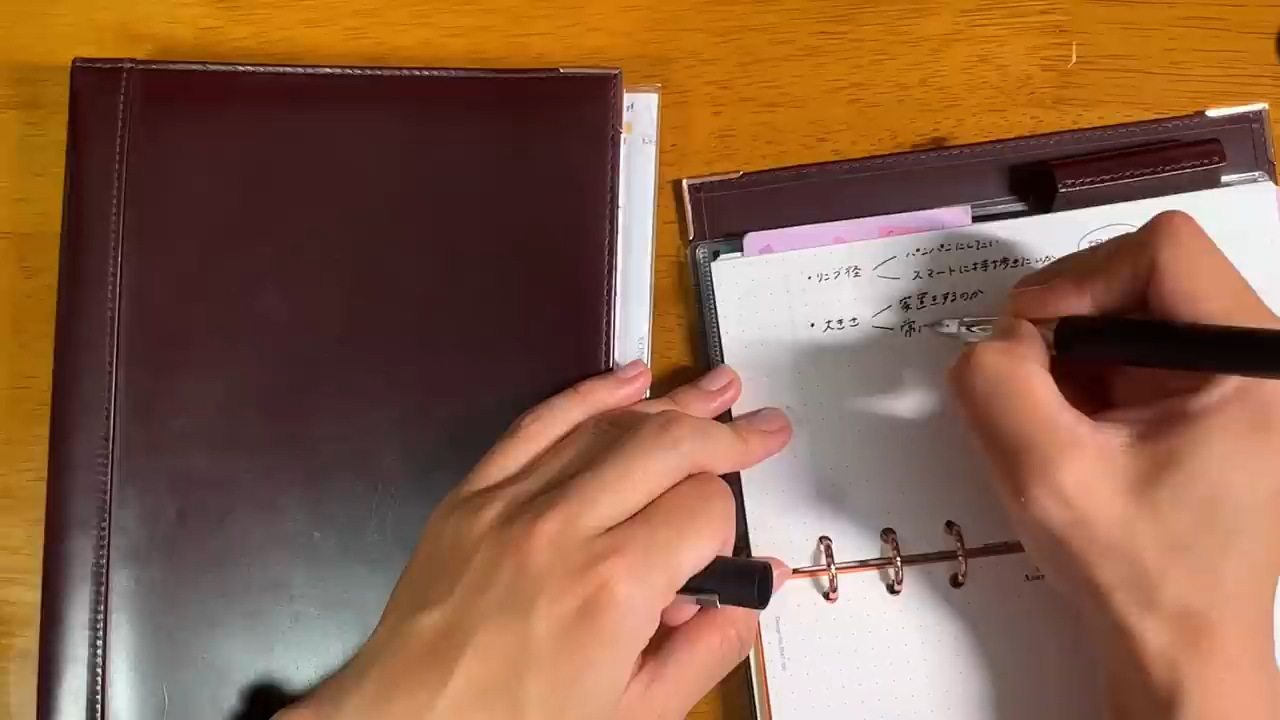 ・リング径
パンパンにしたい
スマートに持ち歩きたいか
・大きさ
家置きするのか
常に